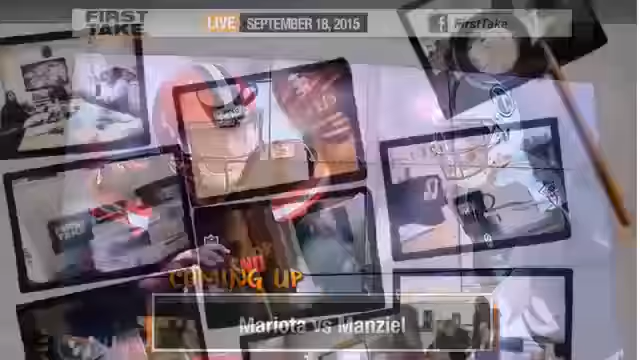 FIRST TAKE
LIVE SEPTEMBER 18, 2015
f FirstTake
COMING UP
Mariota vs Manziel